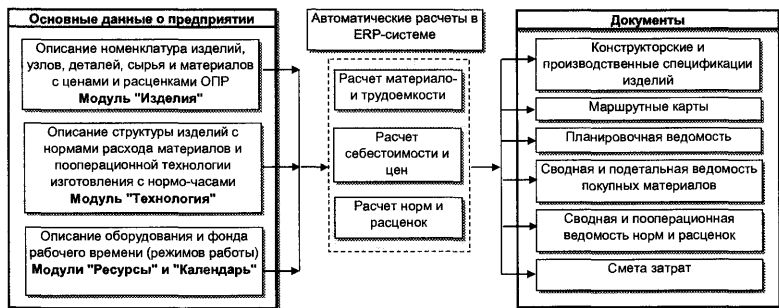 Основные данные о предприятии
Описание номенклатура изделий,
узлов, деталей, сырья и материалов
с ценами и расценками ОПР
Модуль "Изделия"
Описание структуры изделий с
нормами расхода материалов и
пооперационной технологии
изготовления с нормо-часами
Модуль "Технология"
Описание оборудования и фонда
рабочего времени (режимов работы)
Модули "Ресурсы" и "Календарь"
Автоматические расчеты в
ERP-системе
Расчет материало-
и трудоемкости
Расчет
себестоимости и
цен
Расчет норм и
расценок
Документы
Конструкторские и
производственные спецификации
изделий
Маршрутные карты
Планировочная ведомость
Сводная и подетальная ведомость
покупных материалов
Сводная и пооперационная
ведомость норм и расценок
Смета затрат